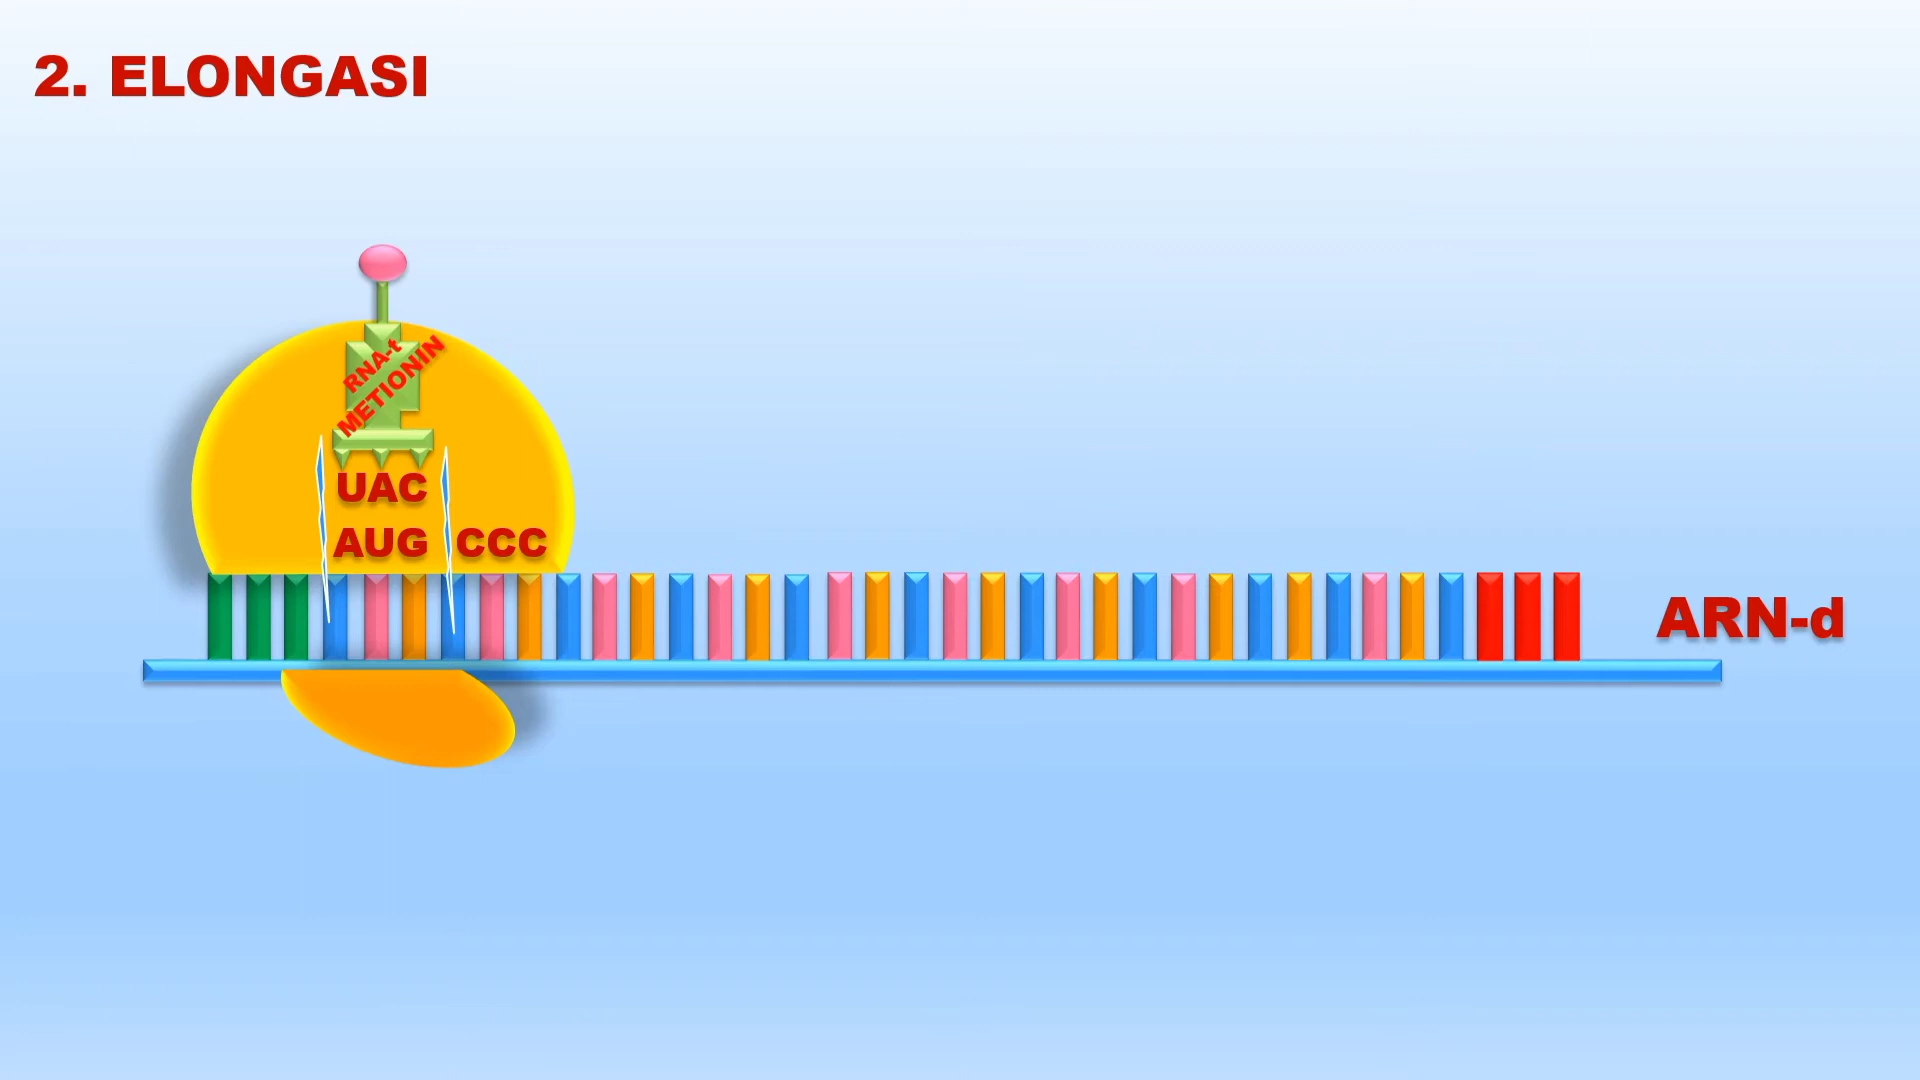 2. ELONGASI
RNA-t
METIONIN
UAC
AUG CCC
ARN-d